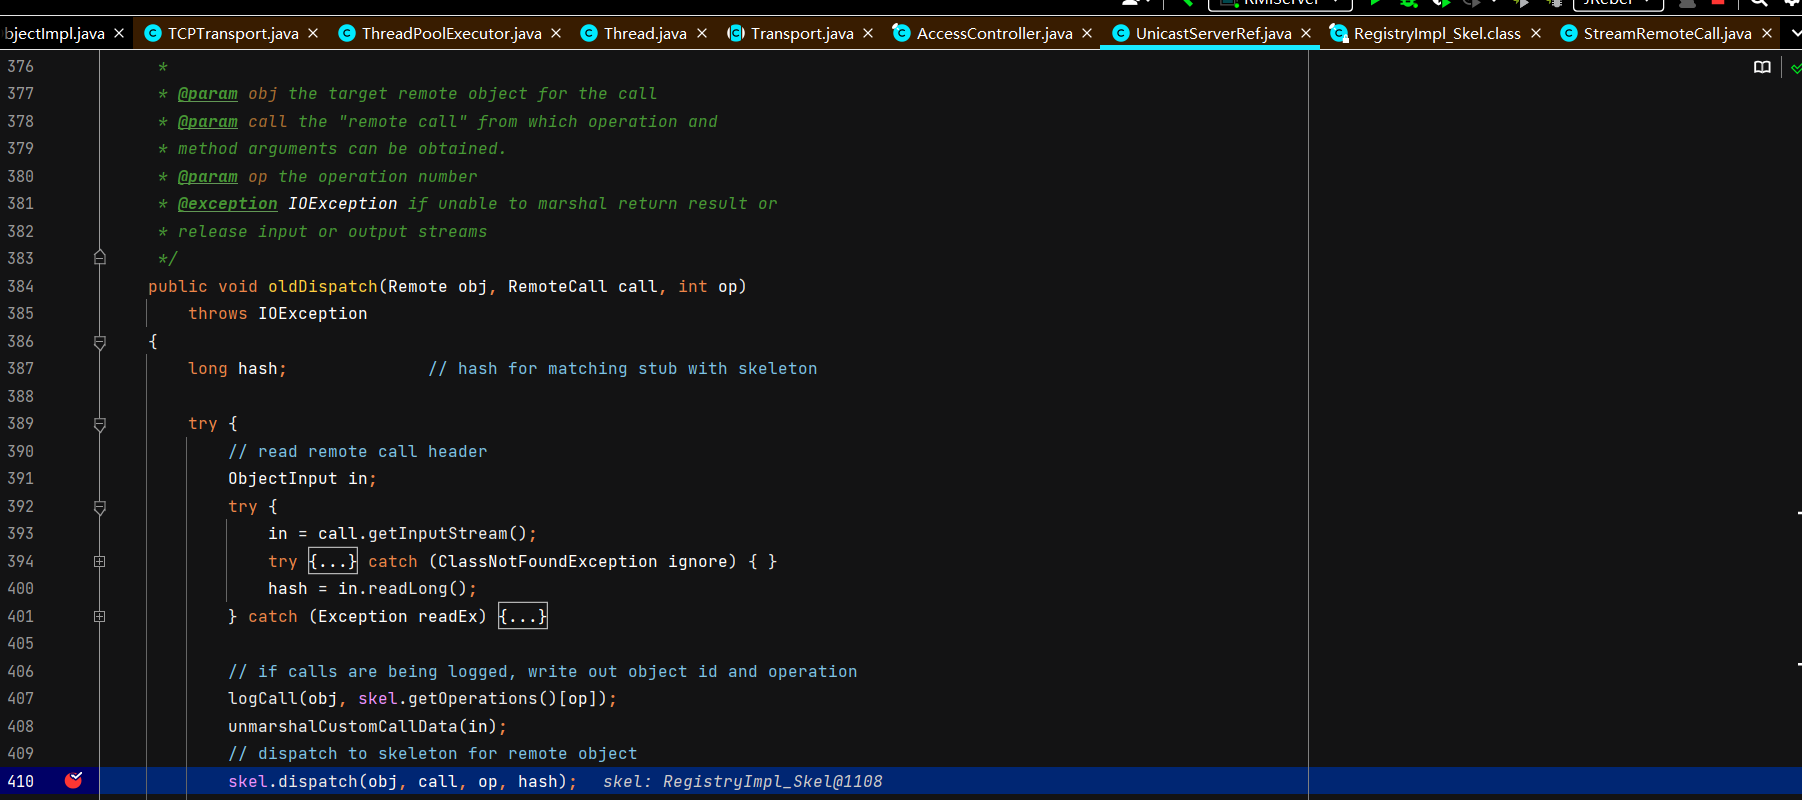 RMIServer JRebel
bjectImpl.java TCPTransport.java ThreadPoolExecutor.java Thread.java Transport.java AccessController.java UnicastServerRef.java RegistryImpl_Skel.class StreamRemoteCall.java
376 *
377 * @param obj the target remote object for the call
378 * @param call the "remote call" from which operation and
379 * method arguments can be obtained.
380 * @param op the operation number
381 * @exception IOException if unable to marshal return result or
382 * release input or output streams
383 */
384 public void oldDispatch(Remote obj, RemoteCall call, int op)
385 throws IOException
386 {
387 long hash; // hash for matching stub with skeleton
388
389 try {
390 // read remote call header
391 ObjectInput in;
392 try {
393 in = call.getInputStream();
394 try {...} catch (ClassNotFoundException ignore) { }
400 hash = in.readLong();
401 } catch (Exception readEx) {...}
405
406 // if calls are being logged, write out object id and operation
407 logCall(obj, skel.getOperations()[op]);
408 unmarshalCustomCallData(in);
409 // dispatch to skeleton for remote object
410 skel.dispatch(obj, call, op, hash); skel: RegistryImpl_Skel@1108